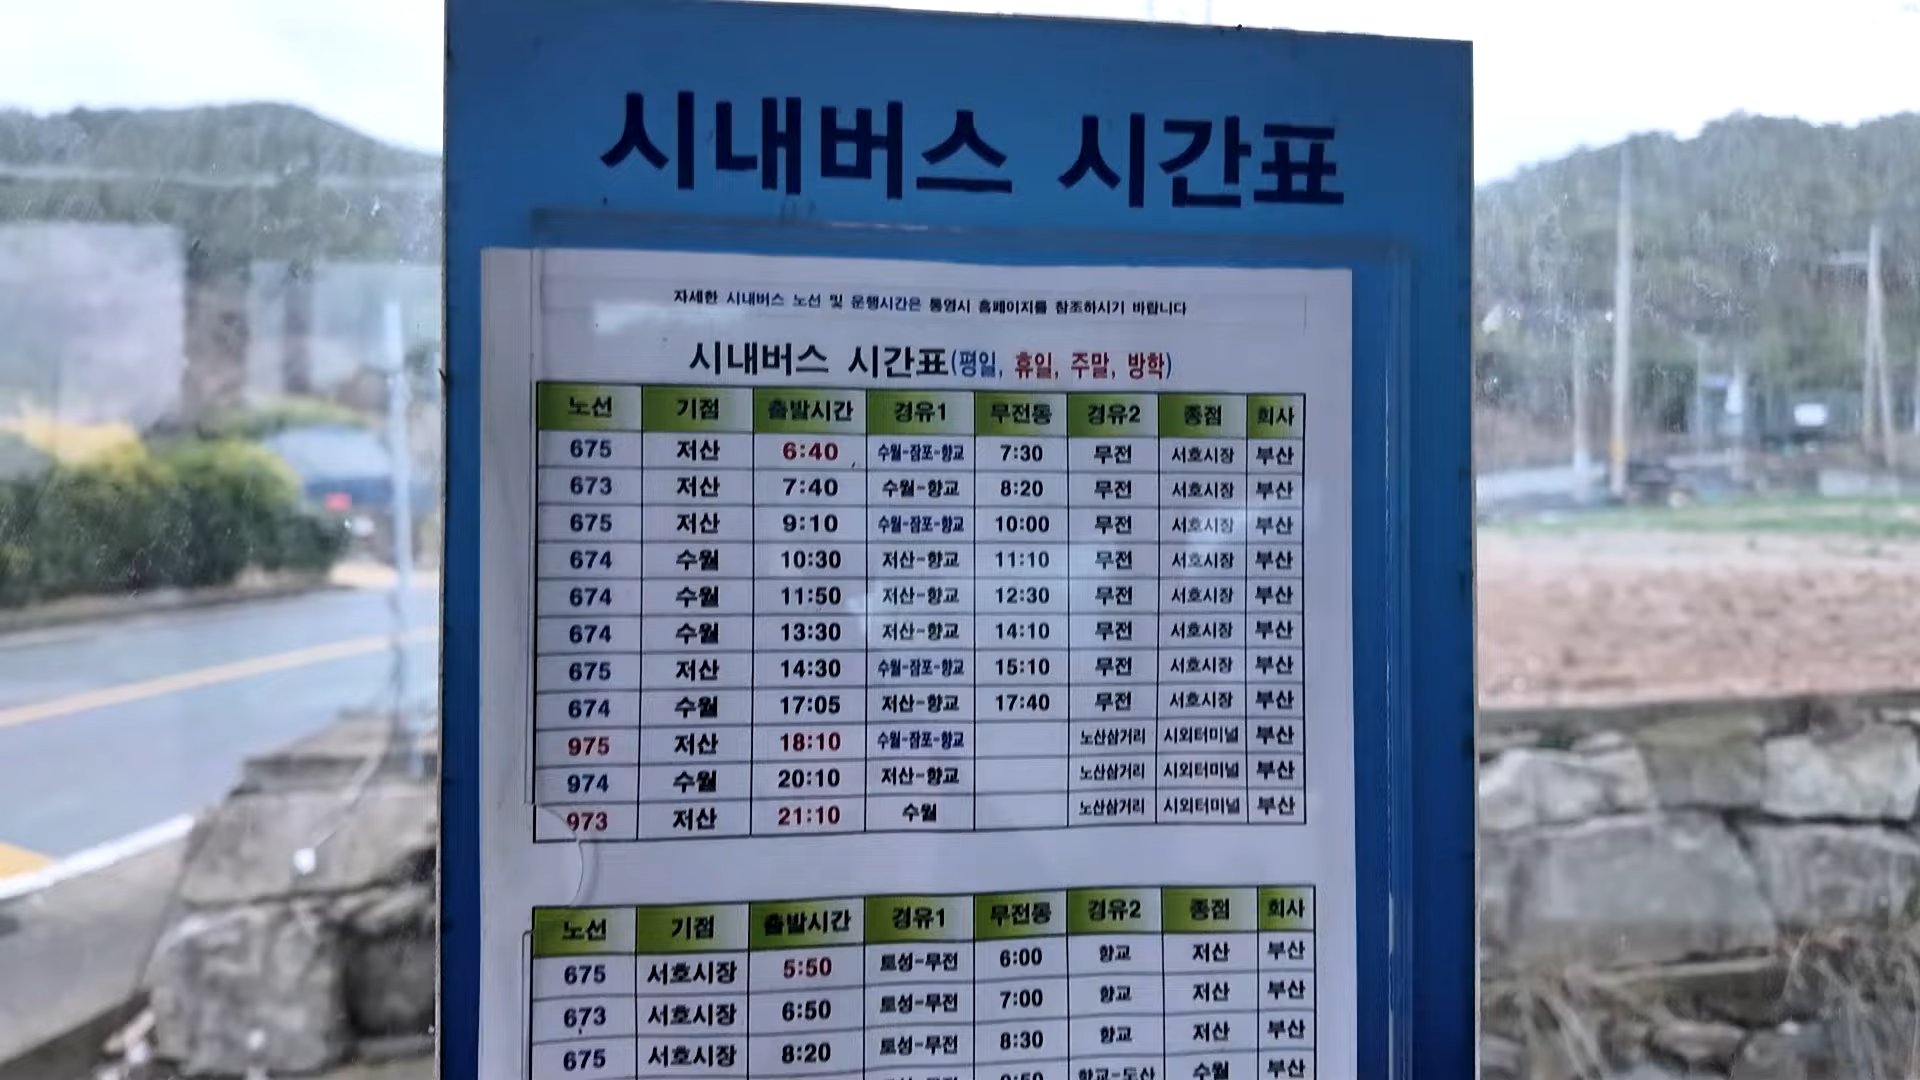 시내버스 시간표
자세한 시내버스 노선 및 운행시간은 통영시 홈페이지를 참조하시기 바랍니다
시내버스 시간표(평일, 휴일, 주말, 방학)
노선 기점 출발시간 경유1 무전동 경유2 종점 회사
675 저산 6:40 수월-잠포-향교 7:30 무전 서호시장 부산
673 저산 7:40 수월-향교 8:20 무전 서호시장 부산
675 저산 9:10 수월-잠포-향교 10:00 무전 서호시장 부산
674 수월 10:30 저산-향교 11:10 무전 서호시장 부산
674 수월 11:50 저산-향교 12:30 무전 서호시장 부산
674 수월 13:30 저산-향교 14:10 무전 서호시장 부산
675 저산 14:30 수월-잠포-향교 15:10 무전 서호시장 부산
674 수월 17:05 저산-향교 17:40 무전 서호시장 부산
975 저산 18:10 수월-잠포-향교 노산삼거리 시외터미널 부산
974 수월 20:10 저산-향교 노산삼거리 시외터미널 부산
973 저산 21:10 수월 노산삼거리 시외터미널 부산
노선 기점 출발시간 경유1 무전동 경유2 종점 회사
675 서호시장 5:50 토성-무전 6:00 향교 저산 부산
673 서호시장 6:50 토성-무전 7:00 향교 저산 부산
675 서호시장 8:20 토성-무전 8:30 향교 저산 부산
향교-도산 수월 부산